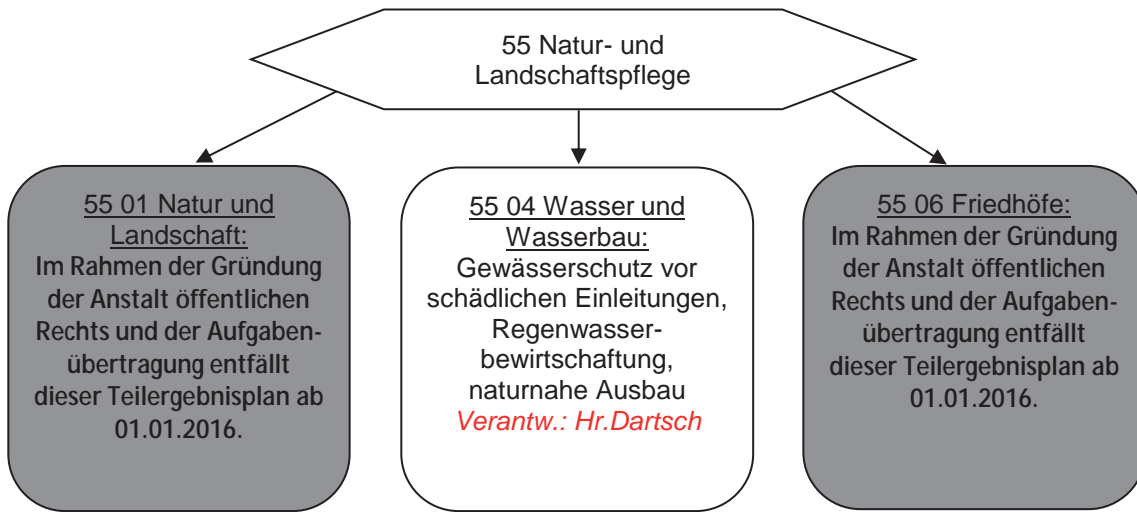 55 Natur- und
Landschaftspflege
55 01 Natur und
Landschaft:
Im Rahmen der Gründung
der Anstalt öffentlichen
Rechts und der Aufgaben-
übertragung entfällt
dieser Teilergebnisplan ab
01.01.2016.
55 04 Wasser und
Wasserbau:
Gewässerschutz vor
schädlichen Einleitungen,
Regenwasser-
bewirtschaftung,
naturnahe Ausbau
Verantw.: Hr.Dartsch
55 06 Friedhöfe:
Im Rahmen der Gründung
der Anstalt öffentlichen
Rechts und der Aufgaben-
übertragung entfällt
dieser Teilergebnisplan ab
01.01.2016.